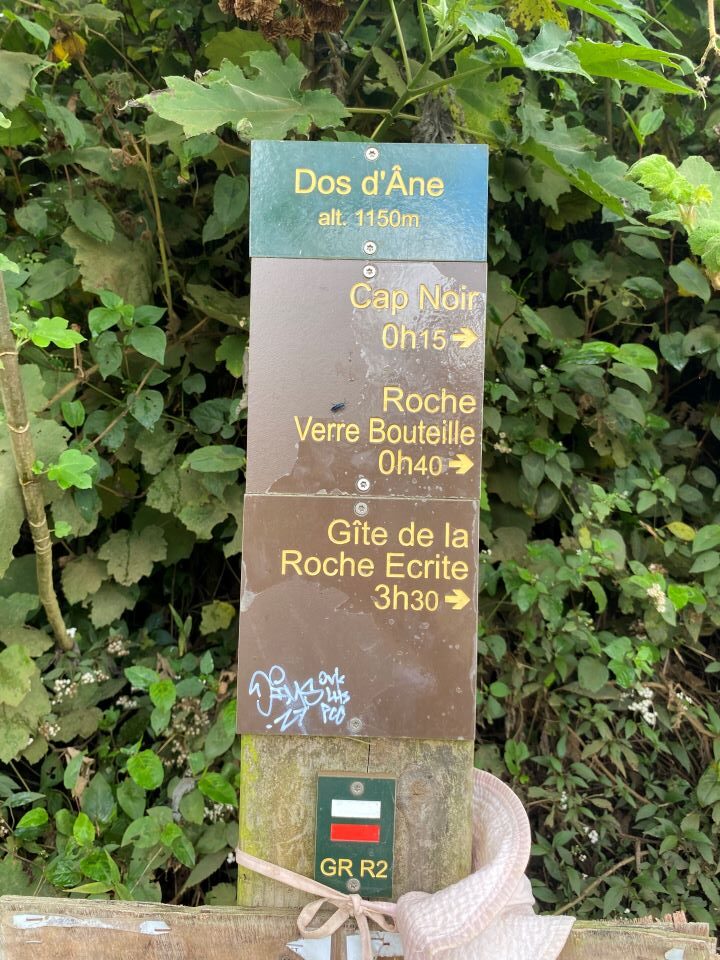 Dos d'Âne
alt. 1150m
Cap Noir
0h15 →
Roche
Verre Bouteille
0h40 →
Gîte de la
Roche Ecrite
3h30 →
GR R2